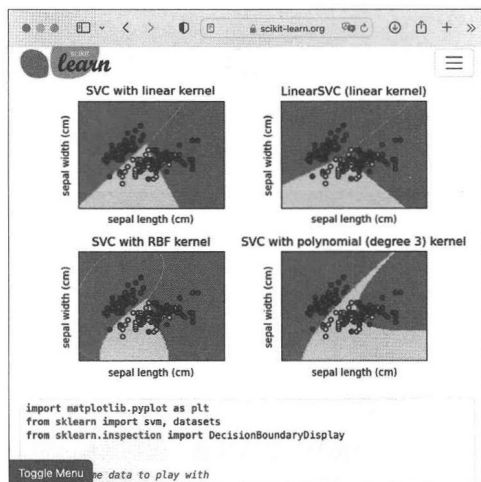 scikit-learn.org
scikit
learn
SVC with linear kernel
LinearSVC (linear kernel)
sepal width (cm)
sepal width (cm)
sepal length (cm)
sepal length (cm)
SVC with RBF kernel
SVC with polynomial (degree 3) kernel
sepal width (cm)
sepal width (cm)
sepal length (cm)
sepal length (cm)
import matplotlib.pyplot as plt
from sklearn import svm, datasets
from sklearn.inspection import DecisionBoundaryDisplay
Toggle Menu
data to play with